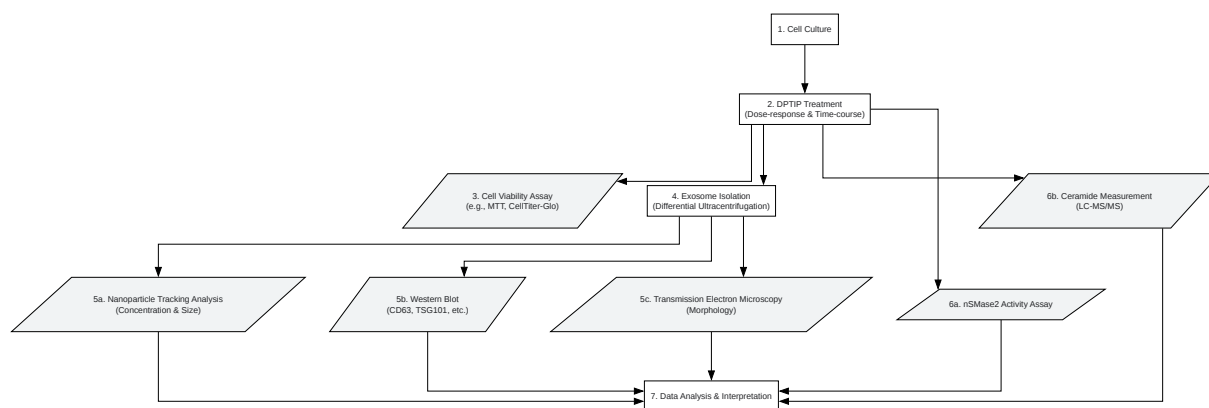 1. Cell Culture
2. DPTIP Treatment
(Dose-response & Time-course)
3. Cell Viability Assay
(e.g., MTT, CellTiter-Glo)
4. Exosome Isolation
(Differential Ultracentrifugation)
6b. Ceramide Measurement
(LC-MS/MS)
5a. Nanoparticle Tracking Analysis
(Concentration & Size)
5b. Western Blot
(CD63, TSG101, etc.)
5c. Transmission Electron Microscopy
(Morphology)
6a. nSMase2 Activity Assay
7. Data Analysis & Interpretation